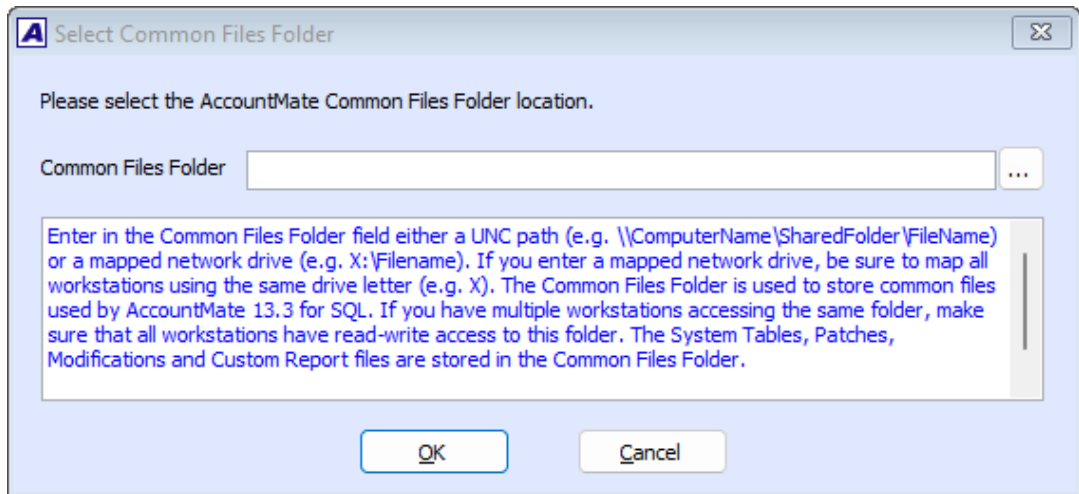 A Select Common Files Folder
Please select the AccountMate Common Files Folder location.
Common Files Folder ...
Enter in the Common Files Folder field either a UNC path (e.g. \\ComputerName\SharedFolder\FileName)
or a mapped network drive (e.g. X:\Filename). If you enter a mapped network drive, be sure to map all
workstations using the same drive letter (e.g. X). The Common Files Folder is used to store common files
used by AccountMate 13.3 for SQL. If you have multiple workstations accessing the same folder, make
sure that all workstations have read-write access to this folder. The System Tables, Patches,
Modifications and Custom Report files are stored in the Common Files Folder.
OK Cancel